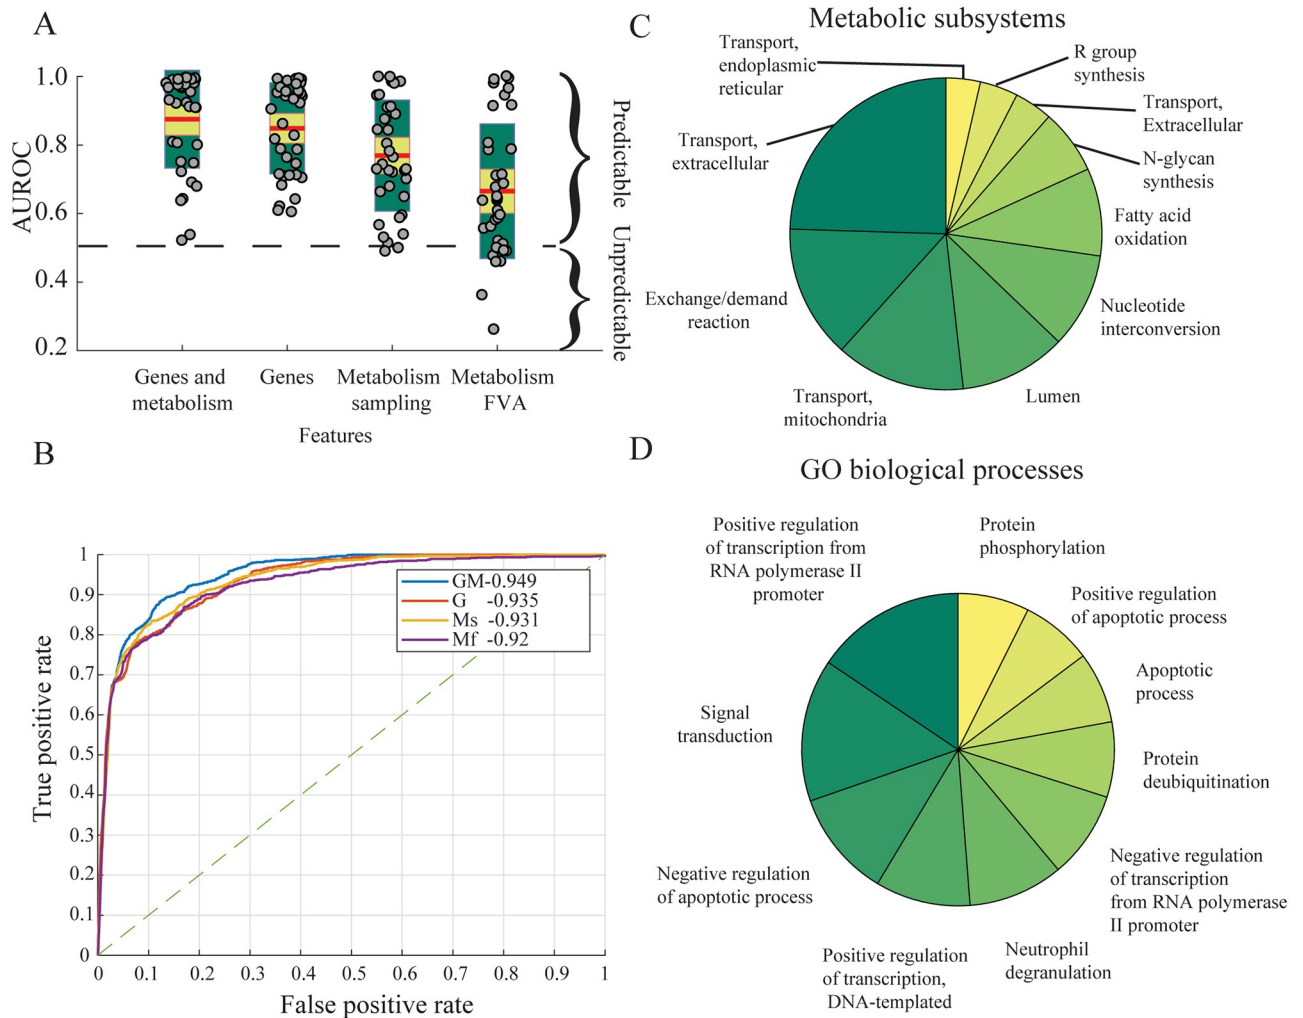 A
AUROC
1.0
0.8
0.6
0.4
0.2
Predictable
Unpredictable
Genes and
metabolism
Genes
Metabolism
sampling
Metabolism
FVA
Features
B
True positive rate
1
0.9
0.8
0.7
0.6
0.5
0.4
0.3
0.2
0.1
0
0
0.1
0.2
0.3
0.4
0.5
0.6
0.7
0.8
0.9
1
False positive rate
GM-0.949
G -0.935
Ms -0.931
Mf -0.92
C
Metabolic subsystems
Transport,
endoplasmic
reticular
R group
synthesis
Transport,
Extracellular
N-glycan
synthesis
Fatty acid
oxidation
Nucleotide
interconversion
Lumen
Transport,
mitochondria
Exchange/demand
reaction
Transport,
extracellular
D
GO biological processes
Positive regulation
of transcription from
RNA polymerase II
promoter
Protein
phosphorylation
Positive regulation
of apoptotic process
Apoptotic
process
Protein
deubiquitination
Negative regulation
of transcription
from RNA polymerase
II promoter
Neutrophil
degranulation
Positive regulation
of transcription,
DNA-templated
Negative regulation
of apoptotic process
Signal
transduction